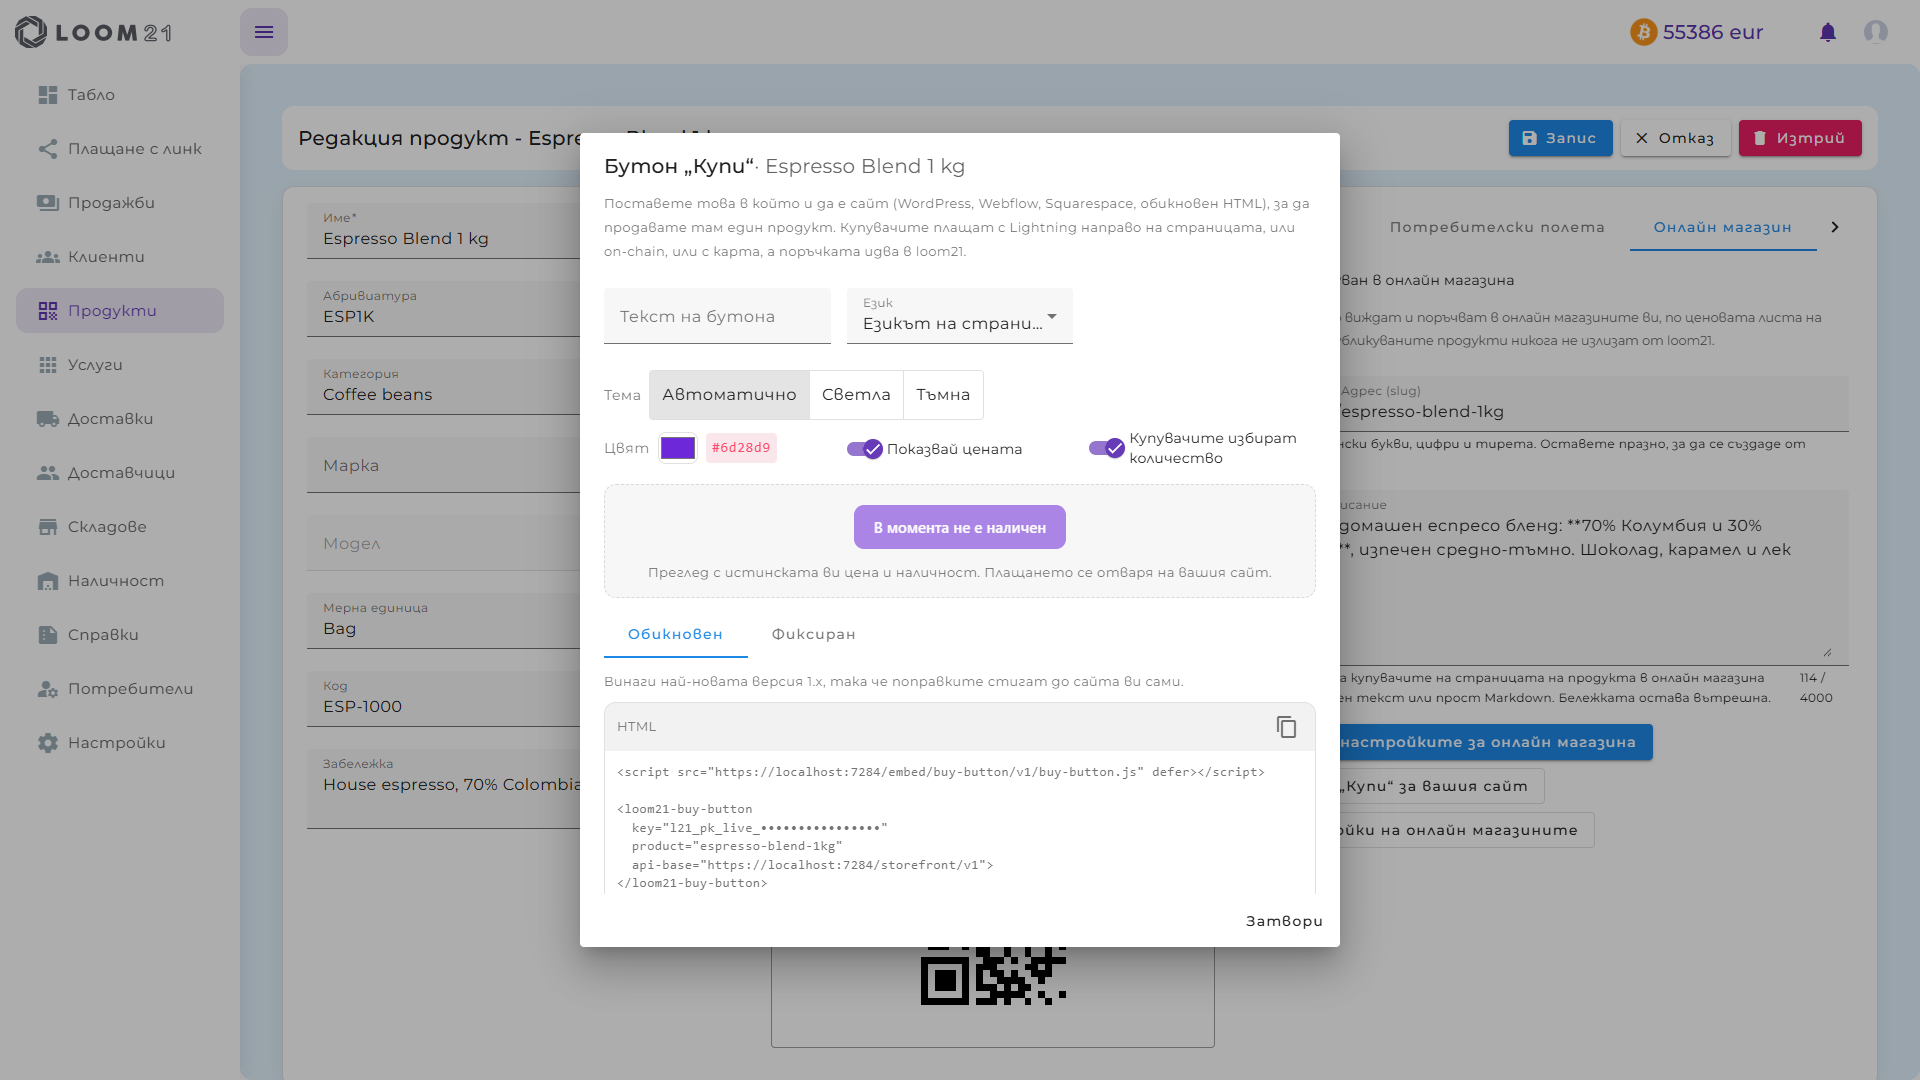 LOOM21
55386 eur
Табло
Плащане с линк
Продажби
Клиенти
Продукти
Услуги
Доставки
Доставчици
Складове
Наличност
Справки
Потребители
Настройки
Редакция продукт - Espresso Blend 1 kg
Запис
Отказ
Изтрий
Име*
Espresso Blend 1 kg
Абривиатура
ESP1K
Категория
Coffee beans
Марка
Модел
Мерна единица
Bag
Код
ESP-1000
Забележка
House espresso, 70% Colombia
Бутон „Купи“ · Espresso Blend 1 kg
Поставете това в който и да е сайт (WordPress, Webflow, Squarespace, обикновен HTML), за да
продавате там един продукт. Купувачите плащат с Lightning направо на страницата, или
on-chain, или с карта, а поръчката идва в loom21.
Текст на бутона
Език
Езикът на страни...
Тема
Автоматично
Светла
Тъмна
Цвят
#6d28d9
Показвай цената
Купувачите избират
количество
В момента не е наличен
Преглед с истинската ви цена и наличност. Плащането се отваря на вашия сайт.
Обикновен
Фиксиран
Винаги най-новата версия 1.x, така че поправките стигат до сайта ви сами.
HTML
<script src="https://localhost:7284/embed/buy-button/v1/buy-button.js" defer></script>
<loom21-buy-button
key="l21_pk_live_••••••••••••••••"
product="espresso-blend-1kg"
api-base="https://localhost:7284/storefront/v1">
</loom21-buy-button>
Затвори
Потребителски полета
Онлайн магазин
ван в онлайн магазина
виждат и поръчват в онлайн магазините ви, по ценовата листа на
бликуваните продукти никога не излизат от loom21.
Адрес (slug)
espresso-blend-1kg
нски букви, цифри и тирета. Оставете празно, за да се създаде от
исание
домашен еспресо бленд: **70% Колумбия и 30%
**, изпечен средно-тъмно. Шоколад, карамел и лек
а купувачите на страницата на продукта в онлайн магазина
ен текст или прост Markdown. Бележката остава вътрешна.
114 /
4000
настройките за онлайн магазина
„Купи“ за вашия сайт
ойки на онлайн магазините